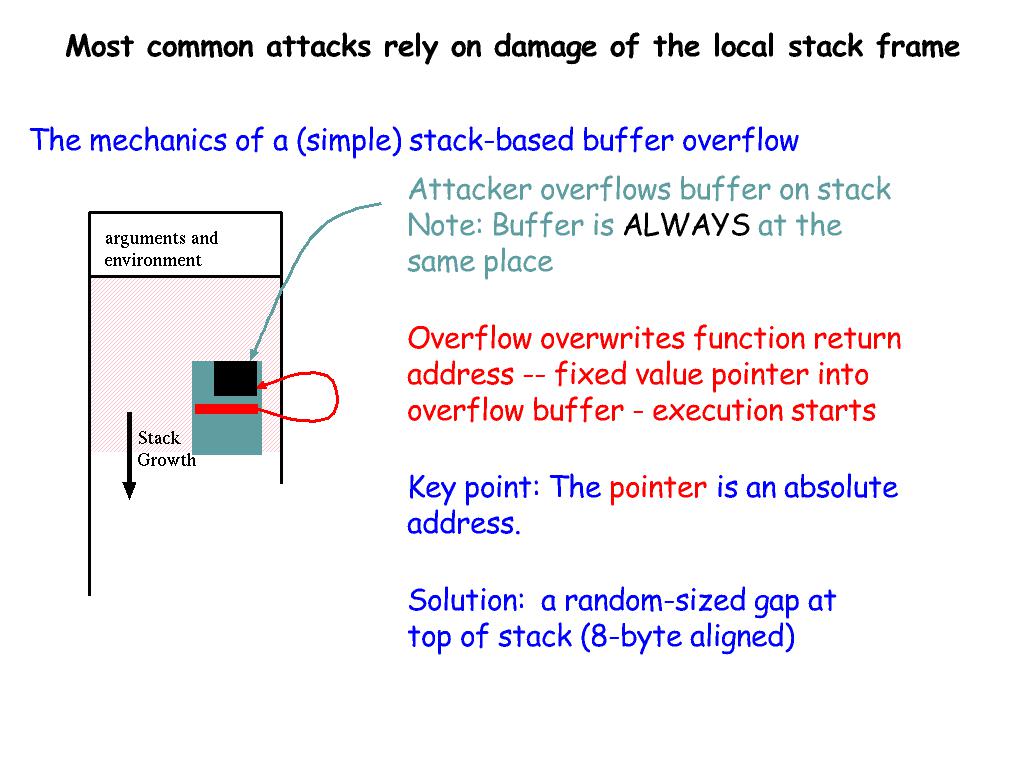 Most common attacks rely on damage of the local stack frame
The mechanics of a (simple) stack-based buffer overflow
Attacker overflows buffer on stack
Note: Buffer is ALWAYS at the
same place
arguments and
environment
Overflow overwrites function return
address -- fixed value pointer into
overflow buffer - execution starts
Stack
Growth
Key point: The pointer is an absolute
address.
Solution: a random-sized gap at
top of stack (8-byte aligned)